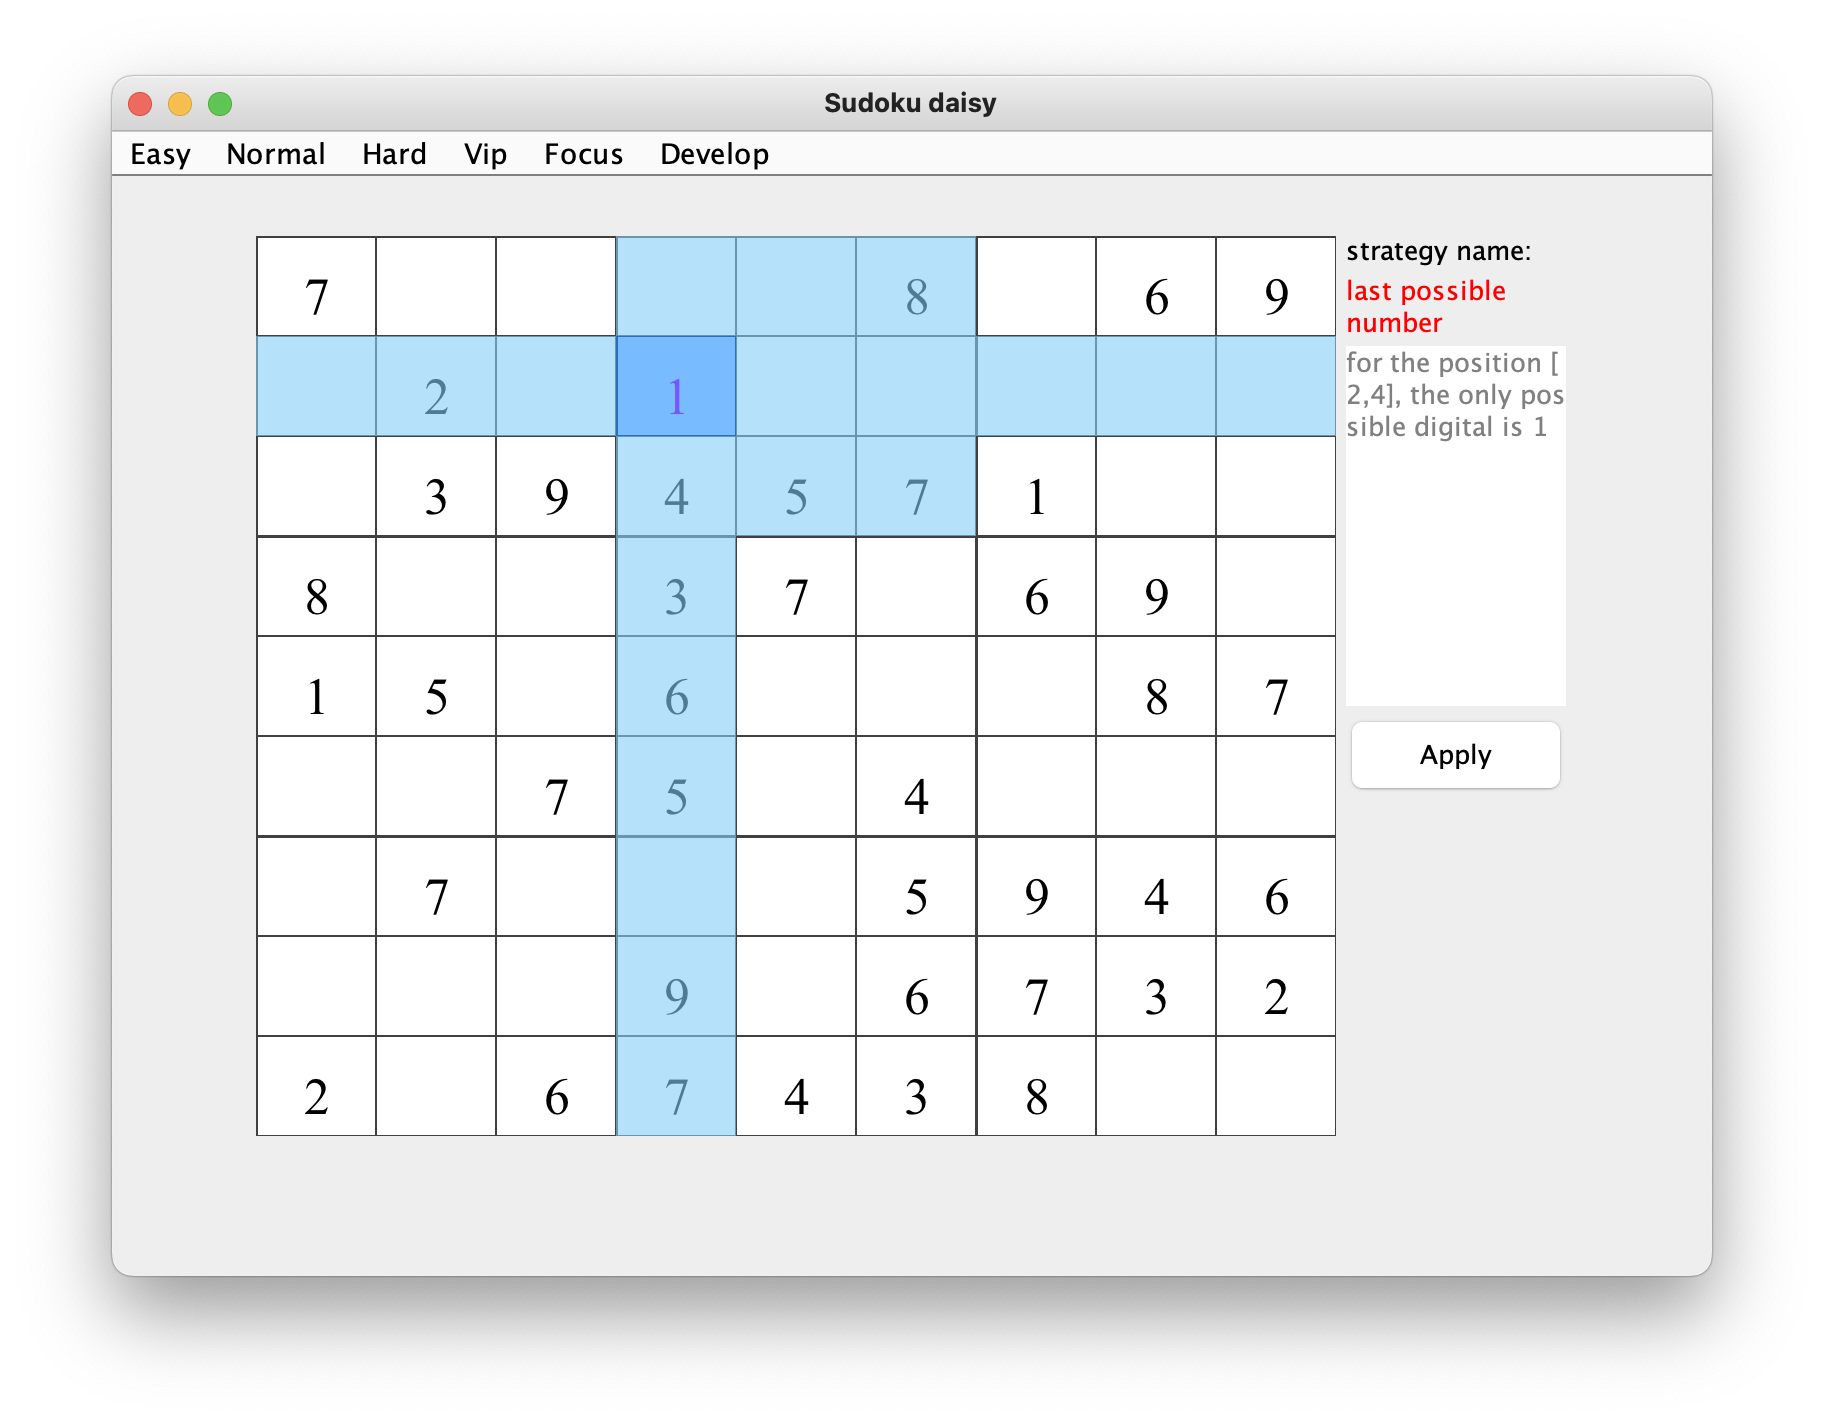 Sudoku daisy
Easy Normal Hard Vip Focus Develop
7 8 6 9
2 1
3 9 4 5 7 1
8 3 7 6 9
1 5 6 8 7
7 5 4
7 5 9 4 6
9 6 7 3 2
2 6 7 4 3 8
strategy name:
last possible
number
for the position [
2,4], the only pos
sible digital is 1
Apply